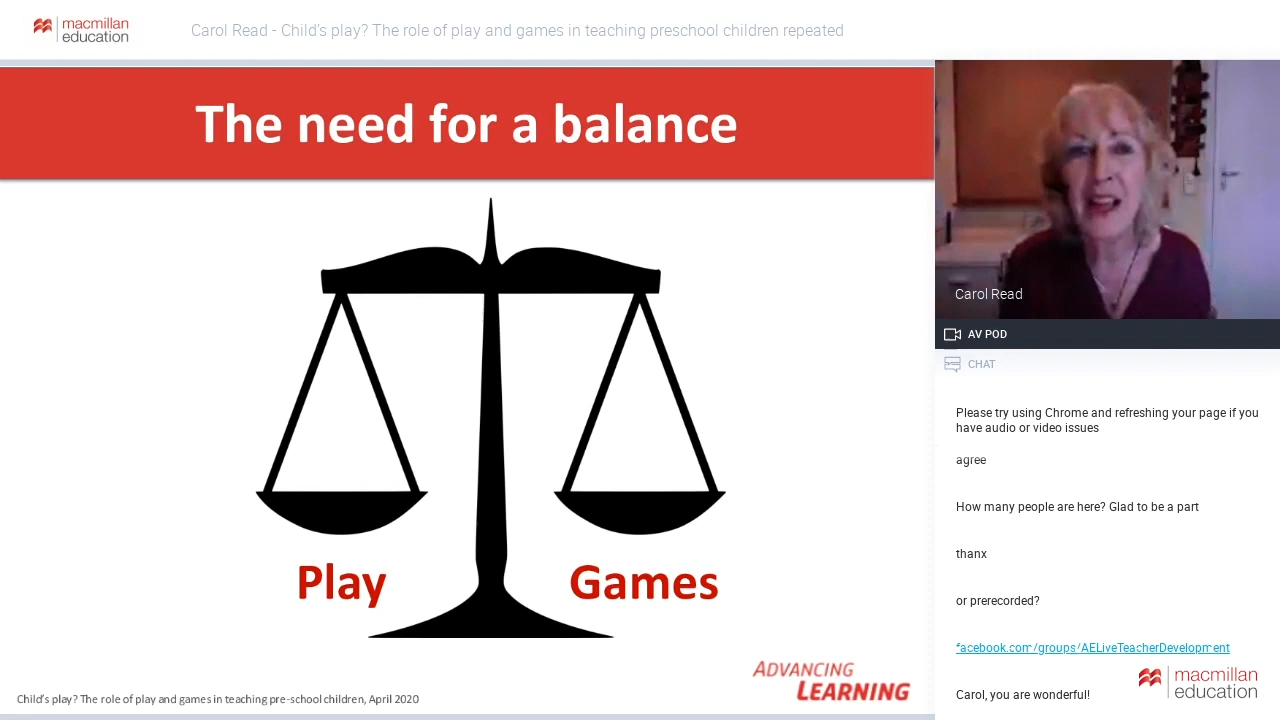 macmillan
education
Carol Read - Child's play? The role of play and games in teaching preschool children repeated
The need for a balance
Play
Games
ADVANCING
LEARNING
Child's play? The role of play and games in teaching pre-school children, April 2020
Carol Read
AV POD
CHAT
Please try using Chrome and refreshing your page if you
have audio or video issues
agree
How many people are here? Glad to be a part
thanx
or prerecorded?
facebook.com/groups/AELiveTeacherDevelopment
Carol, you are wonderful!
macmillan
education